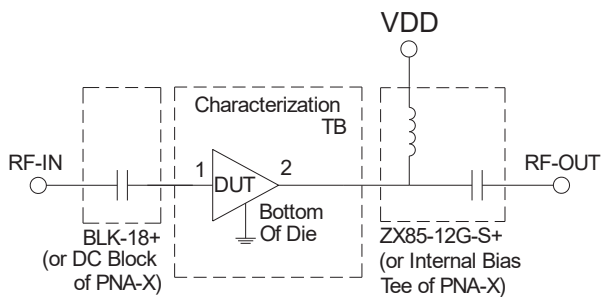 VDD
Characterization
TB
RF-IN
1
2
RF-OUT
DUT
Bottom
Of Die
BLK-18+
(or DC Block
of PNA-X)
ZX85-12G-S+
(or Internal Bias
Tee of PNA-X)